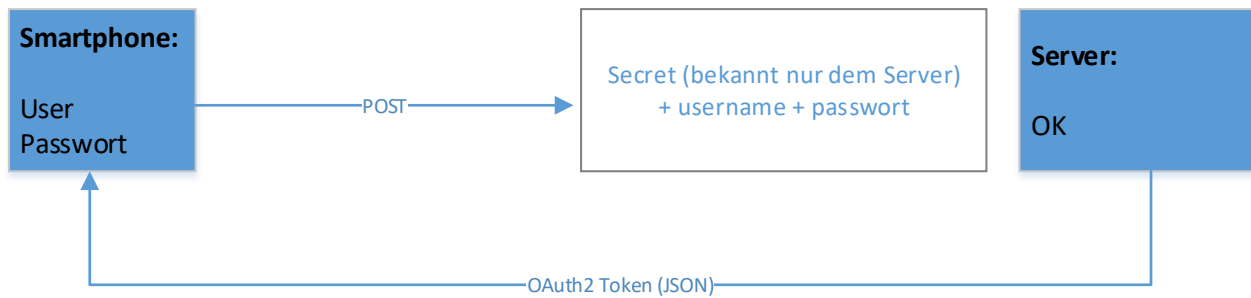 Smartphone:
User
Passwort
POST
Secret (bekannt nur dem Server)
+ username + passwort
Server:
OK
OAuth2 Token (JSON)